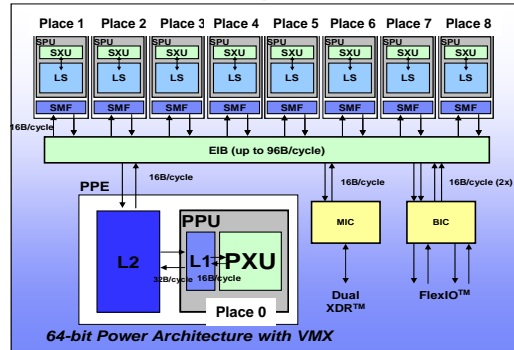 Place 1 Place 2 Place 3 Place 4 Place 5 Place 6 Place 7 Place 8
SPU SPU SPU SPU SPU SPU SPU SPU
SXU SXU SXU SXU SXU SXU SXU SXU
LS LS LS LS LS LS LS LS
SMF SMF SMF SMF SMF SMF SMF SMF
16B/cycle
EIB (up to 96B/cycle)
16B/cycle 16B/cycle 16B/cycle (2x)
PPE
PPU
MIC BIC
L2 L1 PXU
32B/cycle 16B/cycle
Place 0
Dual
XDR™
FlexIO™
64-bit Power Architecture with VMX